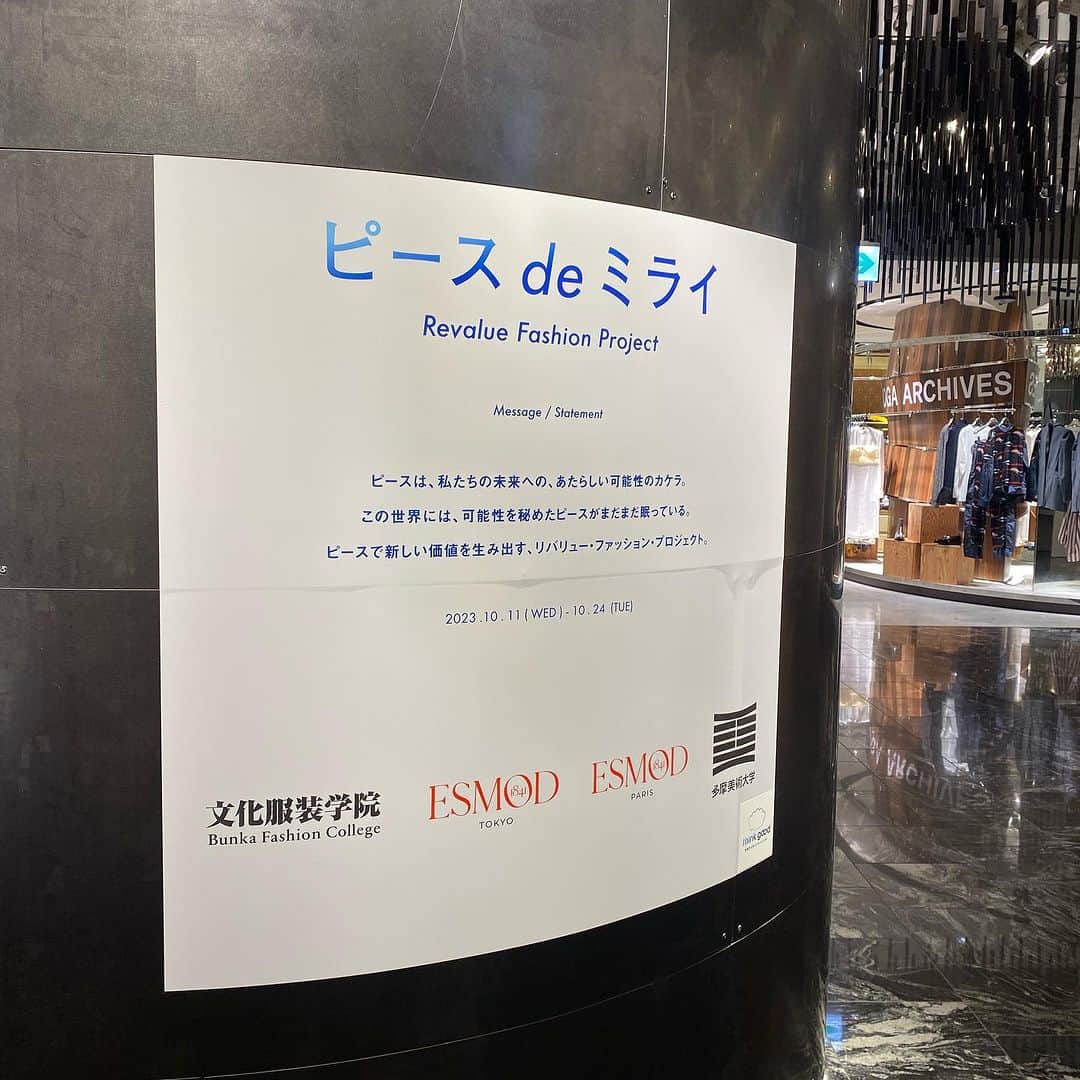 ピース de ミライ
Revalue Fashion Project
Message / Statement
ピースは、私たちの未来への、あたらしい可能性のカケラ。
この世界には、可能性を秘めたピースがまだまだ眠っている。
ピースで新しい価値を生み出す、リバリュー・ファッション・プロジェクト。
2023.10.11 (WED) - 10.24 (TUE)
文化服装学院
Bunka Fashion College
ESMOD
1841
TOKYO
ESMOD
1841
PARIS
多摩美術大学
think good
ARCHIVES